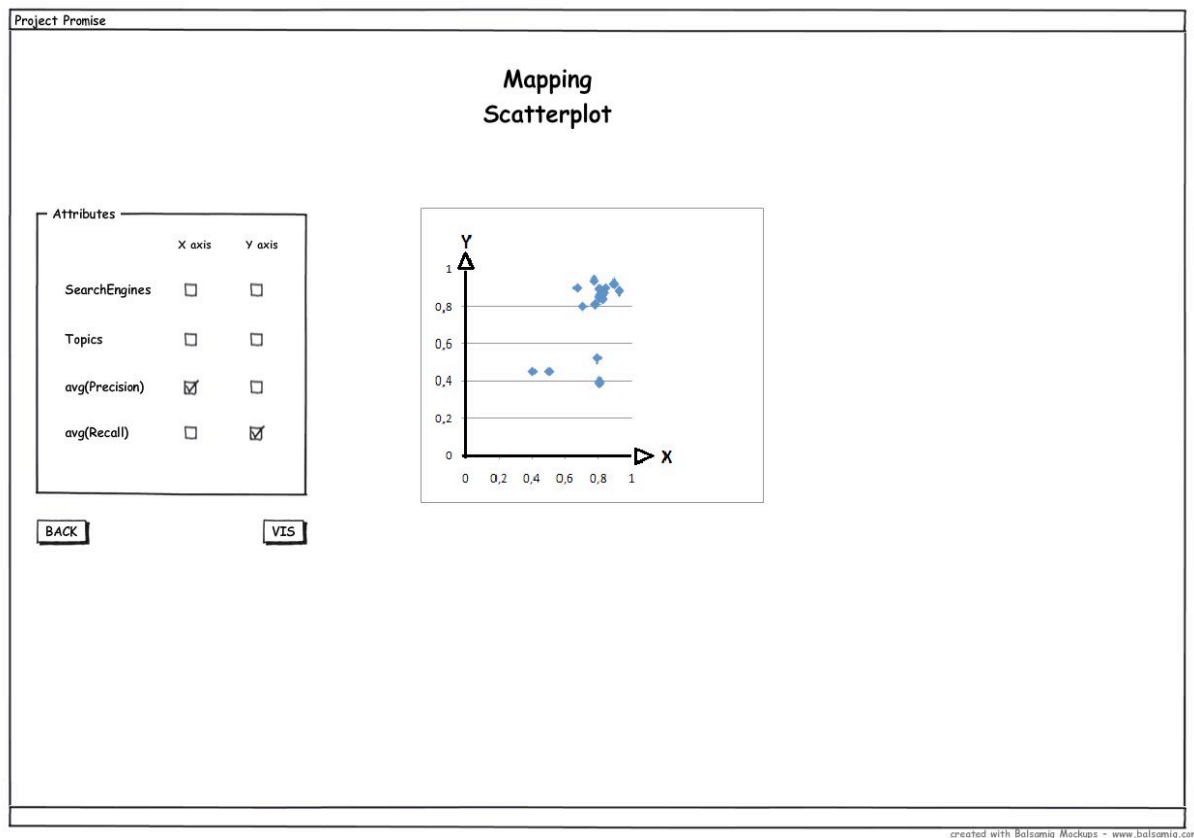 Project Promise
Mapping
Scatterplot
Attributes
X axis Y axis
SearchEngines
Topics
avg(Precision)
avg(Recall)
BACK VIS
Y
1
0,8
0,6
0,4
0,2
0
X
0 0,2 0,4 0,6 0,8 1
created with Balsamiq Mockups - www.balsamiq.com